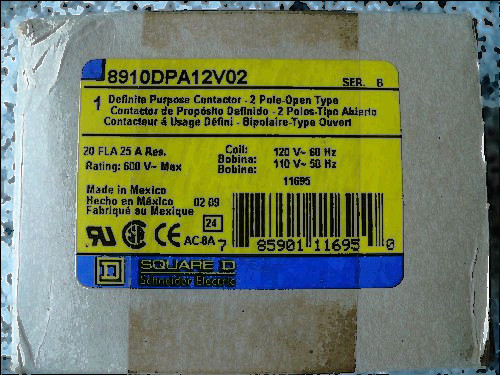 8910DPA12V02
SER. B
1 Definite Purpose Contactor - 2 Pole-Open Type
Contactor de Propósito Definido - 2 Polos-Tipo Abierto
Contacteur á Usage Défini - Bipolaire-Type Ouvert
20 FLA 25 A Res.
Rating: 600 V~ Max
Coil: 120 V~ 60 Hz
Bobina: 110 V~ 50 Hz
Bobine:
11695
Made in Mexico
Hecho en México 02 09
Fabriqué au Mexique
24
UR
CE AC-8A
7 85901 11695 0
SQUARE D
Schneider Electric